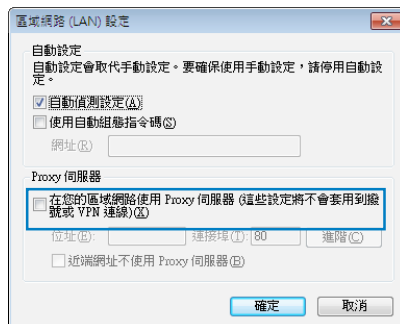 區域網路 (LAN) 設定
自動設定
自動設定會取代手動設定。要確保使用手動設定，請停用自動設
定。
自動偵測設定(A)
使用自動組態指令碼(S)
網址(R)
Proxy 伺服器
在您的區域網路使用 Proxy 伺服器 (這些設定將不會套用到撥
號或 VPN 連線)(X)
位址(E): 連接埠(T): 80 進階(C)
近端網址不使用 Proxy 伺服器(B)
確定 取消